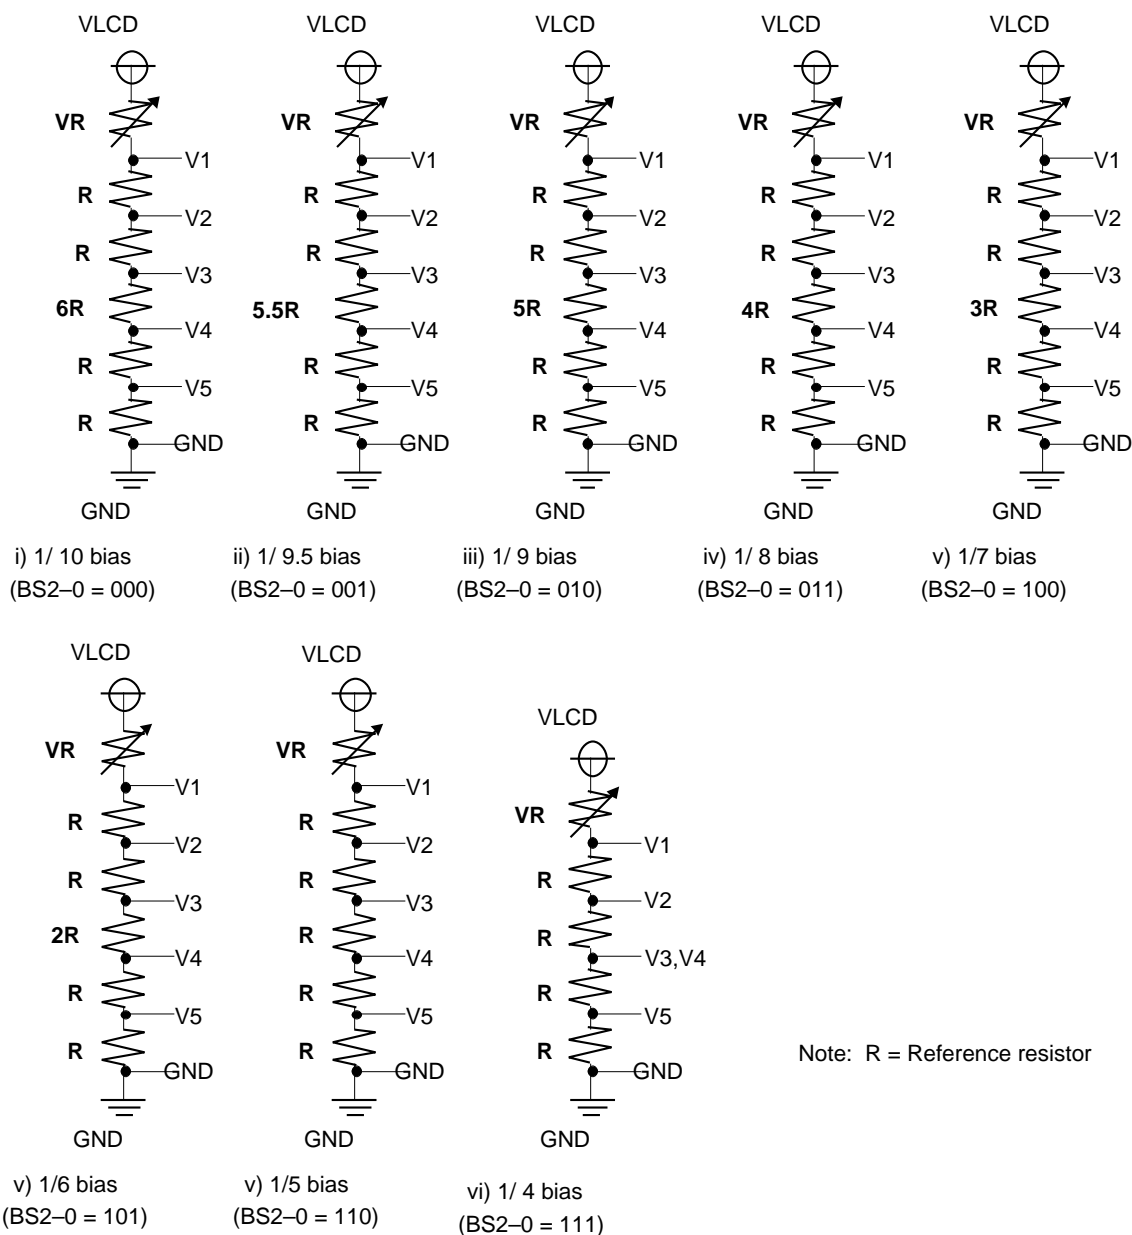 VLCD
VR
V1
R
V2
R
V3
6R
V4
R
V5
R
GND
GND
i) 1/ 10 bias
(BS2–0 = 000)
VLCD
VR
V1
R
V2
R
V3
5.5R
V4
R
V5
R
GND
GND
ii) 1/ 9.5 bias
(BS2–0 = 001)
VLCD
VR
V1
R
V2
R
V3
5R
V4
R
V5
R
GND
GND
iii) 1/ 9 bias
(BS2–0 = 010)
VLCD
VR
V1
R
V2
R
V3
4R
V4
R
V5
R
GND
GND
iv) 1/ 8 bias
(BS2–0 = 011)
VLCD
VR
V1
R
V2
R
V3
3R
V4
R
V5
R
GND
GND
v) 1/7 bias
(BS2–0 = 100)
VLCD
VR
V1
R
V2
R
V3
2R
V4
R
V5
R
GND
GND
v) 1/6 bias
(BS2–0 = 101)
VLCD
VR
V1
R
V2
R
V3
R
V4
R
V5
R
GND
GND
v) 1/5 bias
(BS2–0 = 110)
VLCD
VR
V1
R
V2
R
V3,V4
R
V5
R
GND
GND
vi) 1/ 4 bias
(BS2–0 = 111)
Note: R = Reference resistor